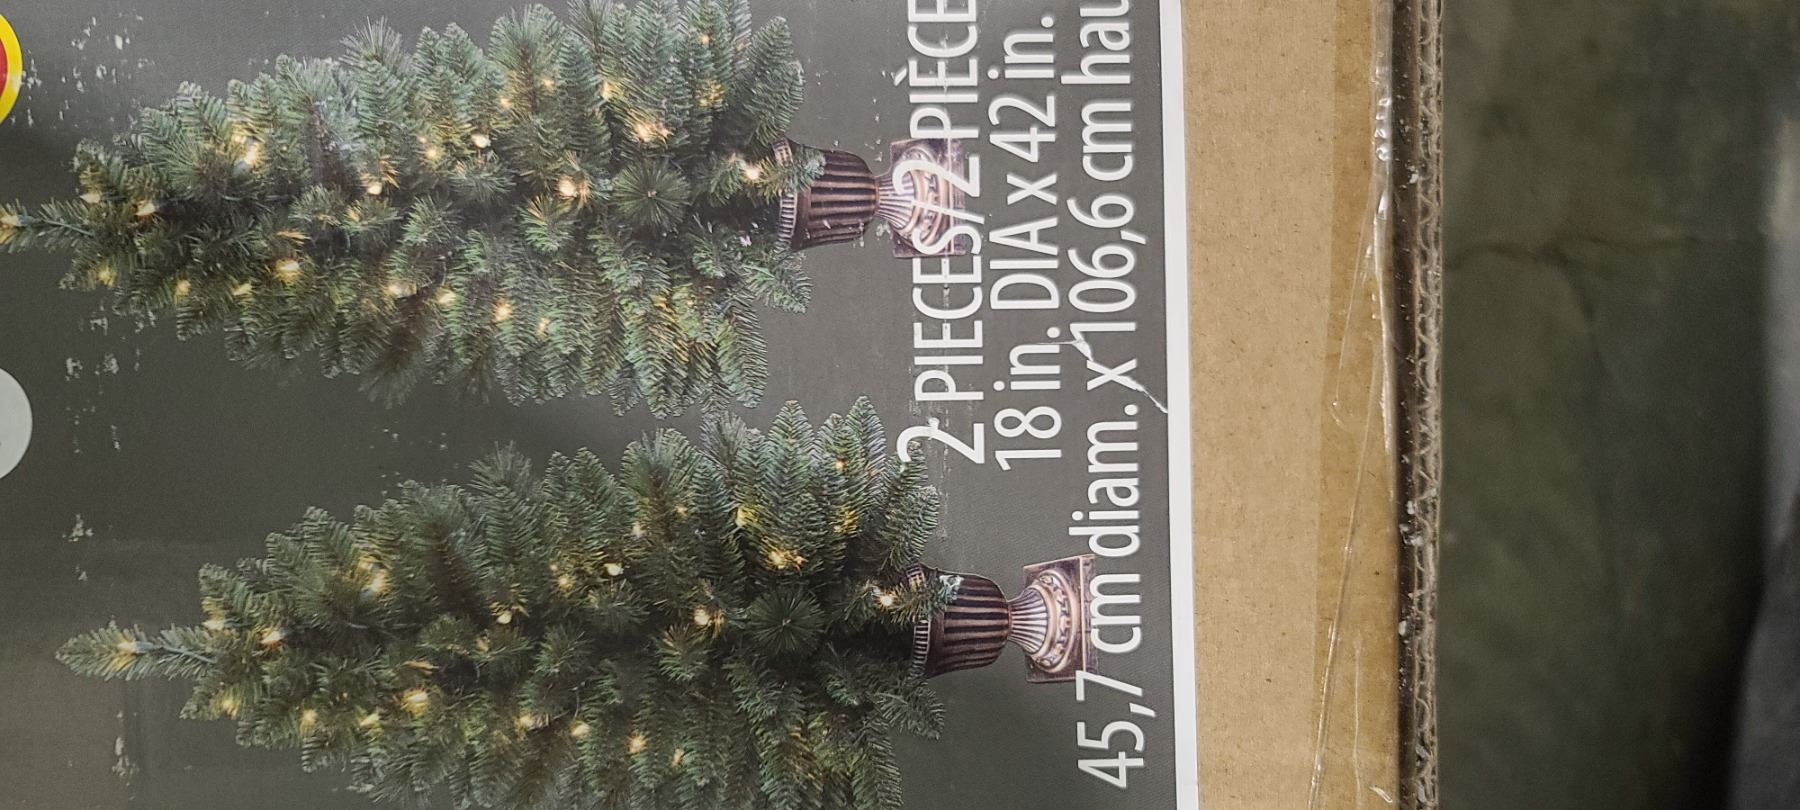 2 PIECES/2 PIÈCE
18 in. DIA x 42 in.
45,7 cm diam. x 106,6 cm hau